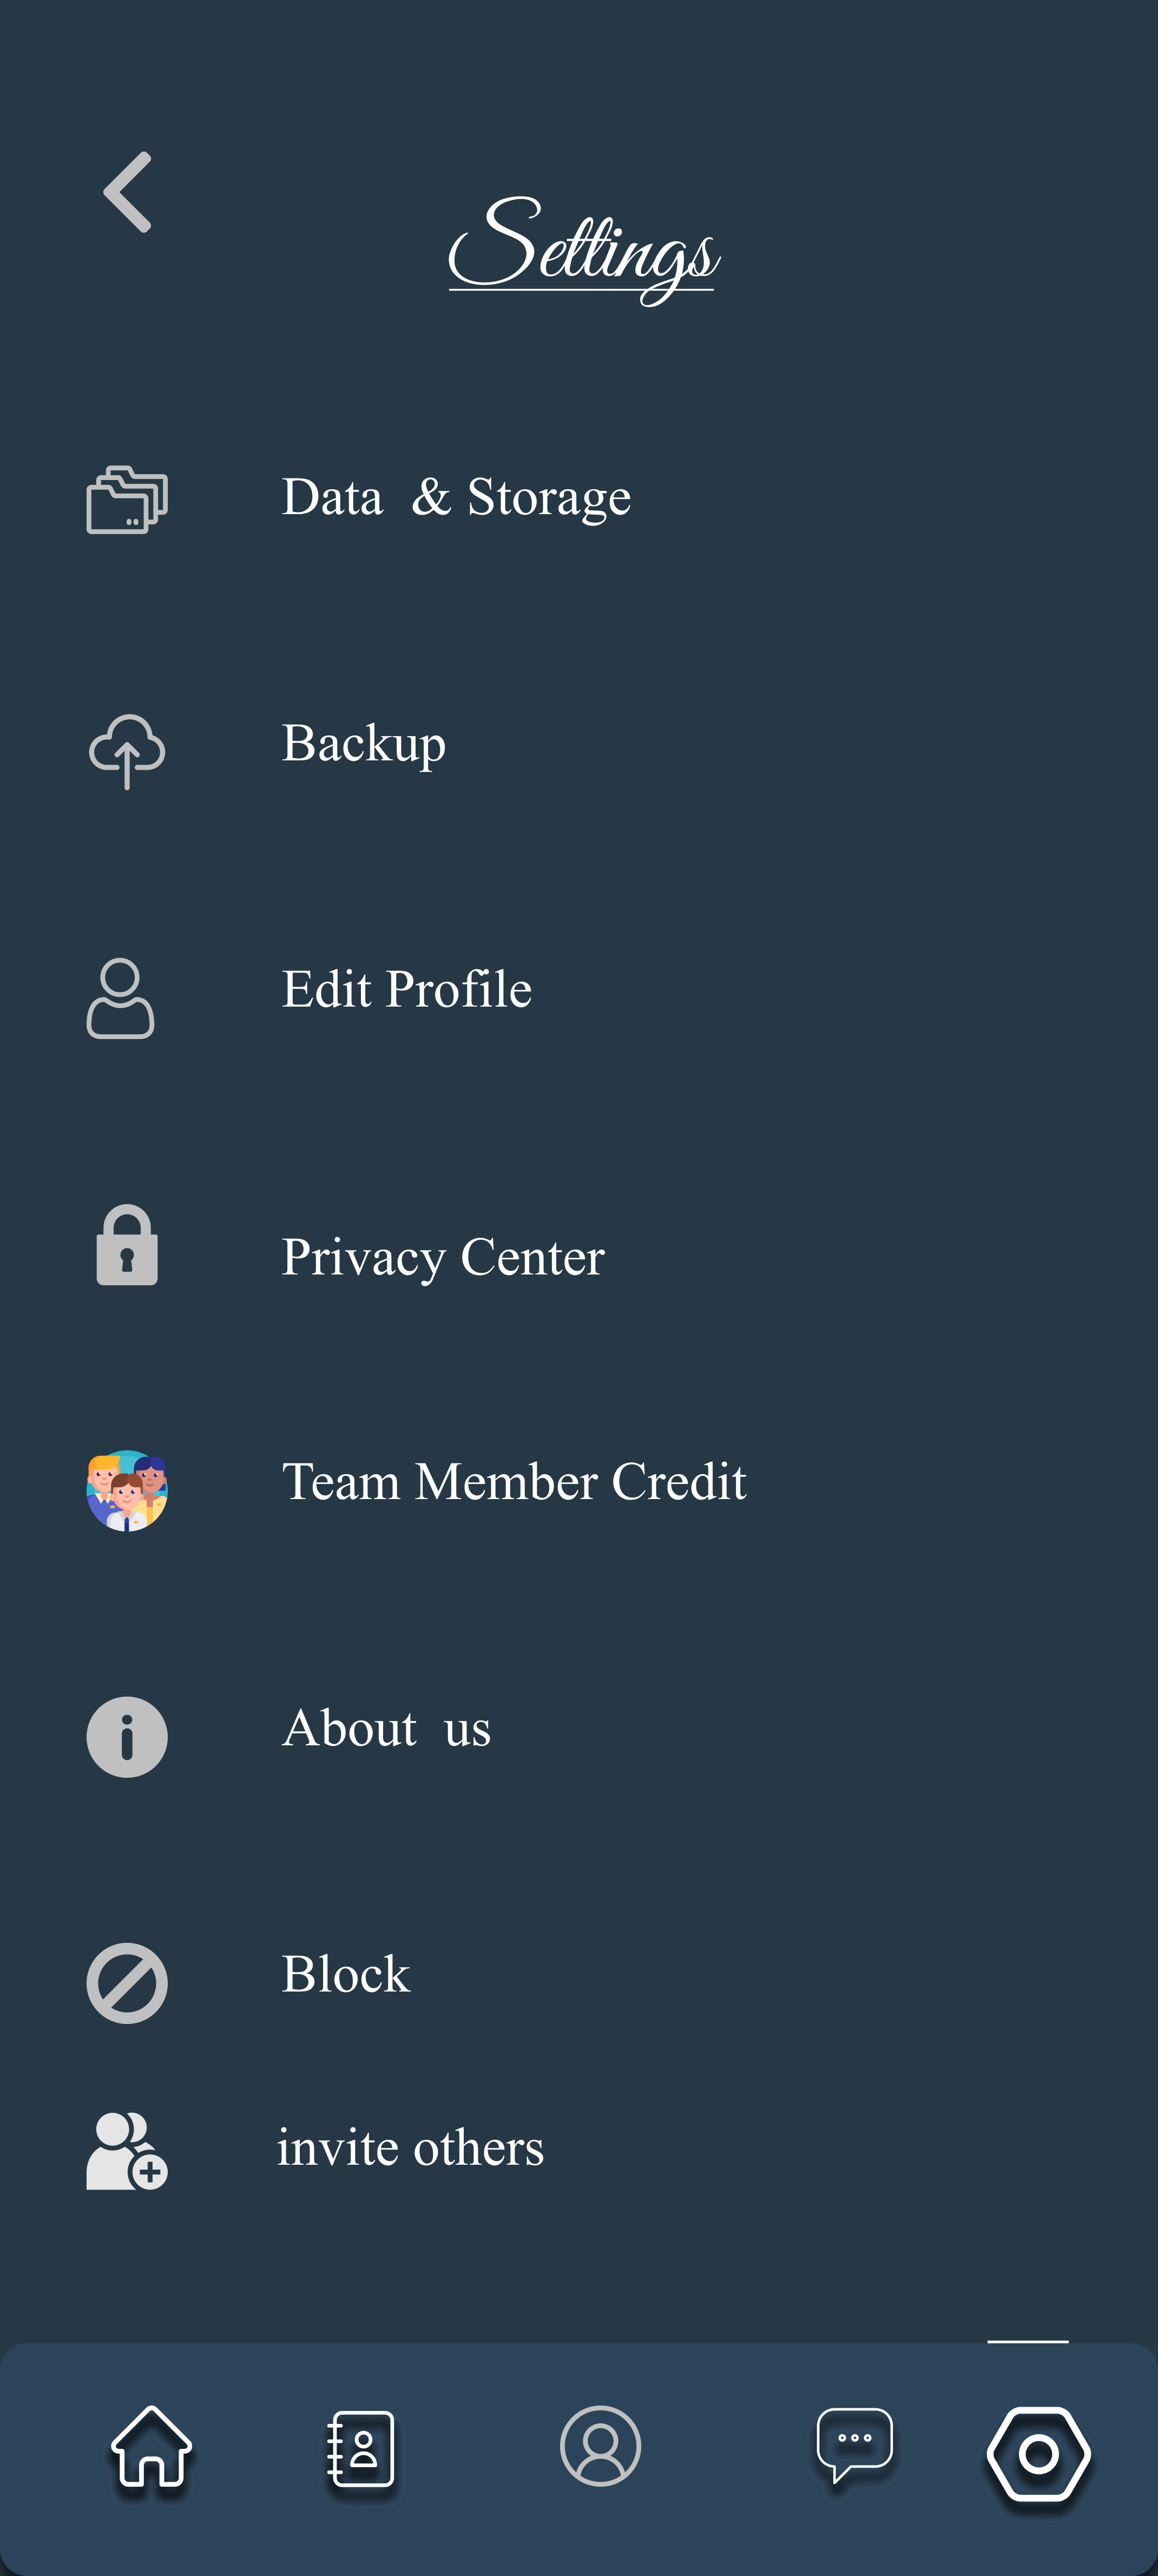 Settings
Data & Storage
Backup
Edit Profile
Privacy Center
Team Member Credit
About us
Block
invite others